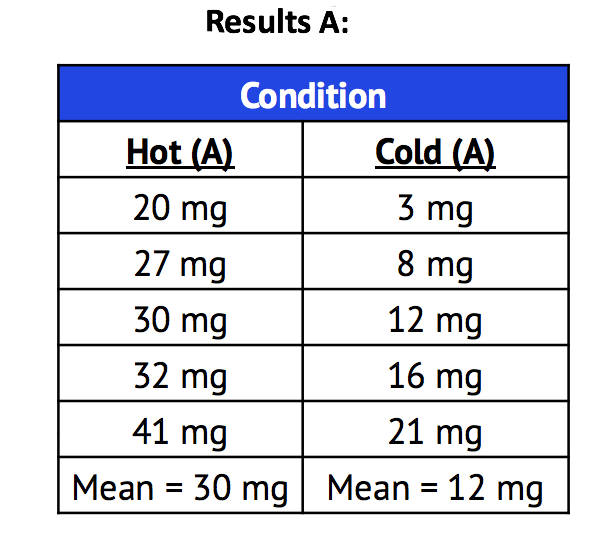 Results A:
Condition
Hot (A) Cold (A)
20 mg 3 mg
27 mg 8 mg
30 mg 12 mg
32 mg 16 mg
41 mg 21 mg
Mean = 30 mg Mean = 12 mg